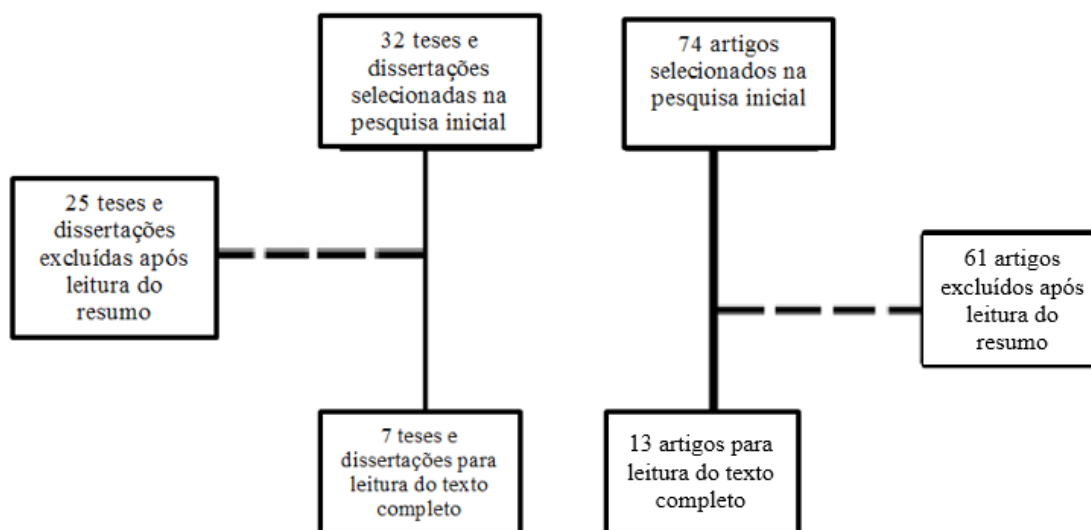 32 teses e
dissertações
selecionadas na
pesquisa inicial
74 artigos
selecionados na
pesquisa inicial
25 teses e
dissertações
excluídas após
leitura do
resumo
61 artigos
excluídos após
leitura do
resumo
7 teses e
dissertações para
leitura do texto
completo
13 artigos para
leitura do texto
completo